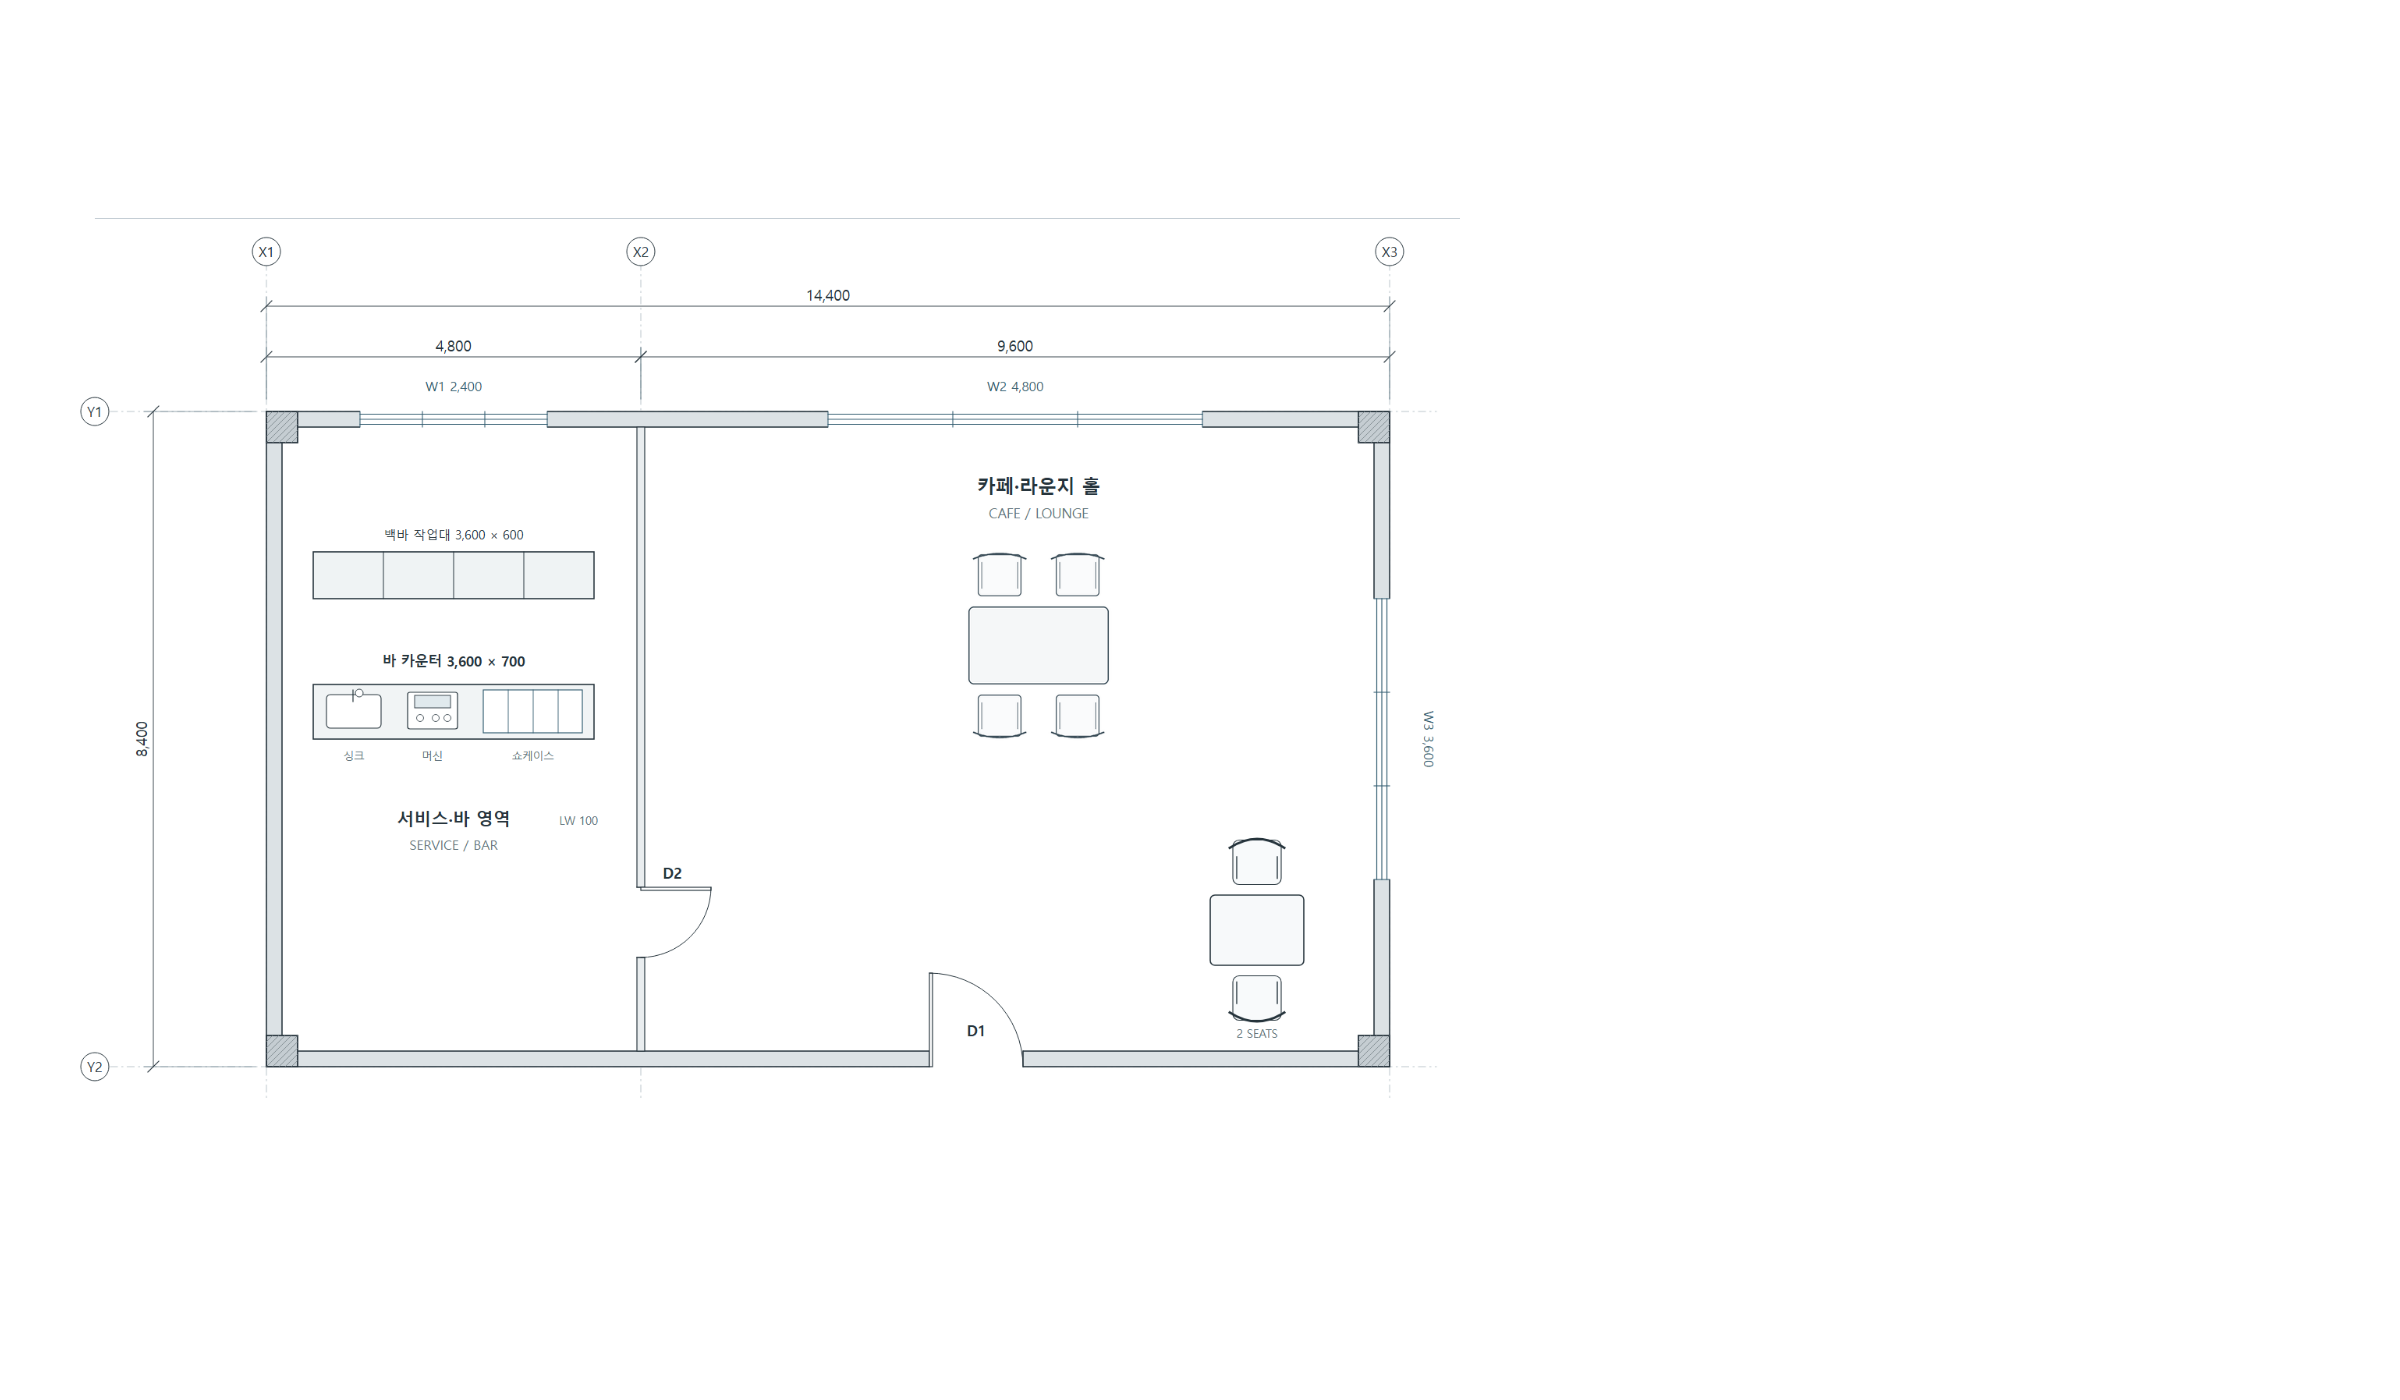 X1
X2
X3
14,400
4,800
9,600
W1 2,400
W2 4,800
Y1
카페·라운지 홀
CAFE / LOUNGE
백바 작업대 3,600 × 600
바 카운터 3,600 × 700
싱크
머신
쇼케이스
8,400
W3 3,600
서비스·바 영역
LW 100
SERVICE / BAR
D2
D1
2 SEATS
Y2